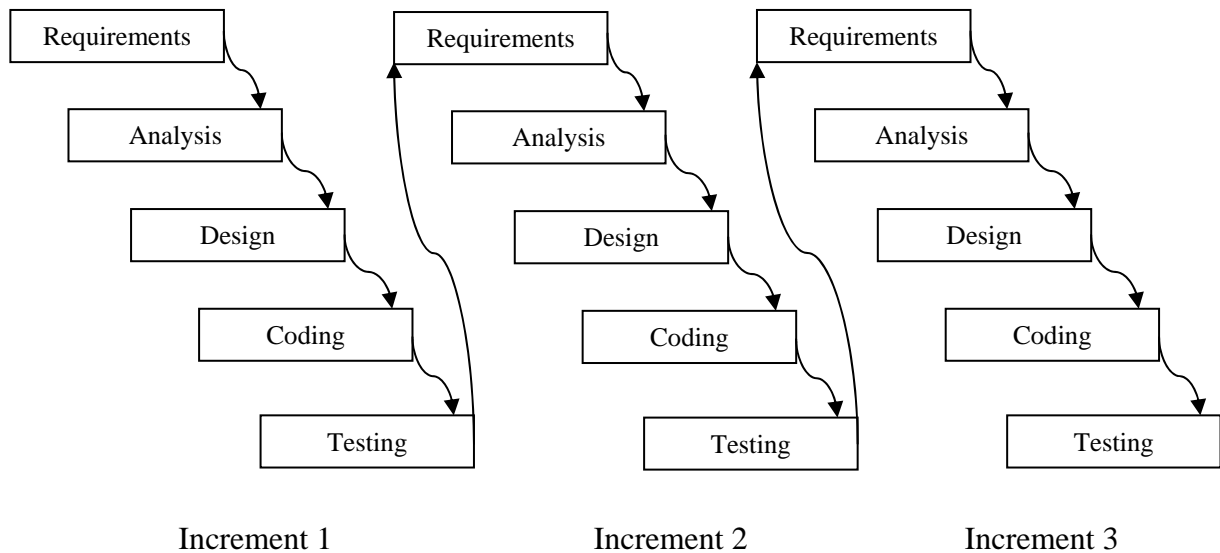 Requirements
Analysis
Design
Coding
Testing
Increment 1
Requirements
Analysis
Design
Coding
Testing
Increment 2
Requirements
Analysis
Design
Coding
Testing
Increment 3